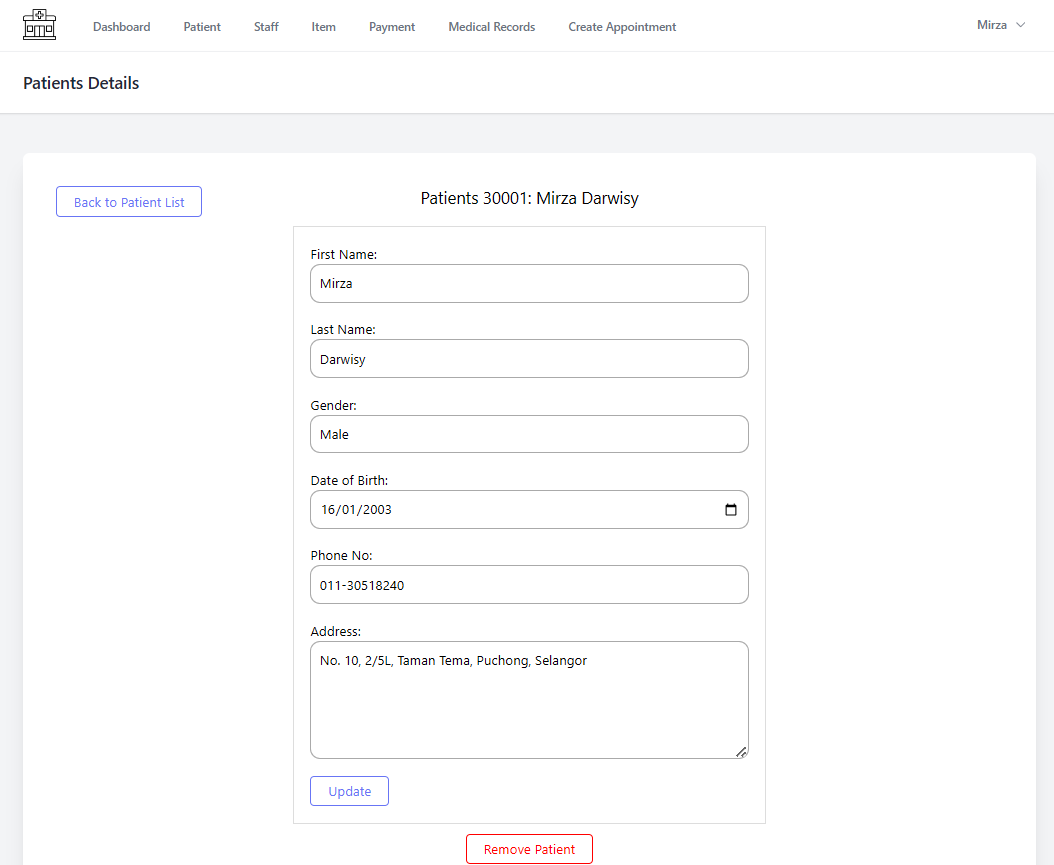 Dashboard Patient Staff Item Payment Medical Records Create Appointment Mirza
Patients Details
Back to Patient List
Patients 30001: Mirza Darwisy
First Name:
Mirza
Last Name:
Darwisy
Gender:
Male
Date of Birth:
16/01/2003
Phone No:
011-30518240
Address:
No. 10, 2/5L, Taman Tema, Puchong, Selangor
Update
Remove Patient